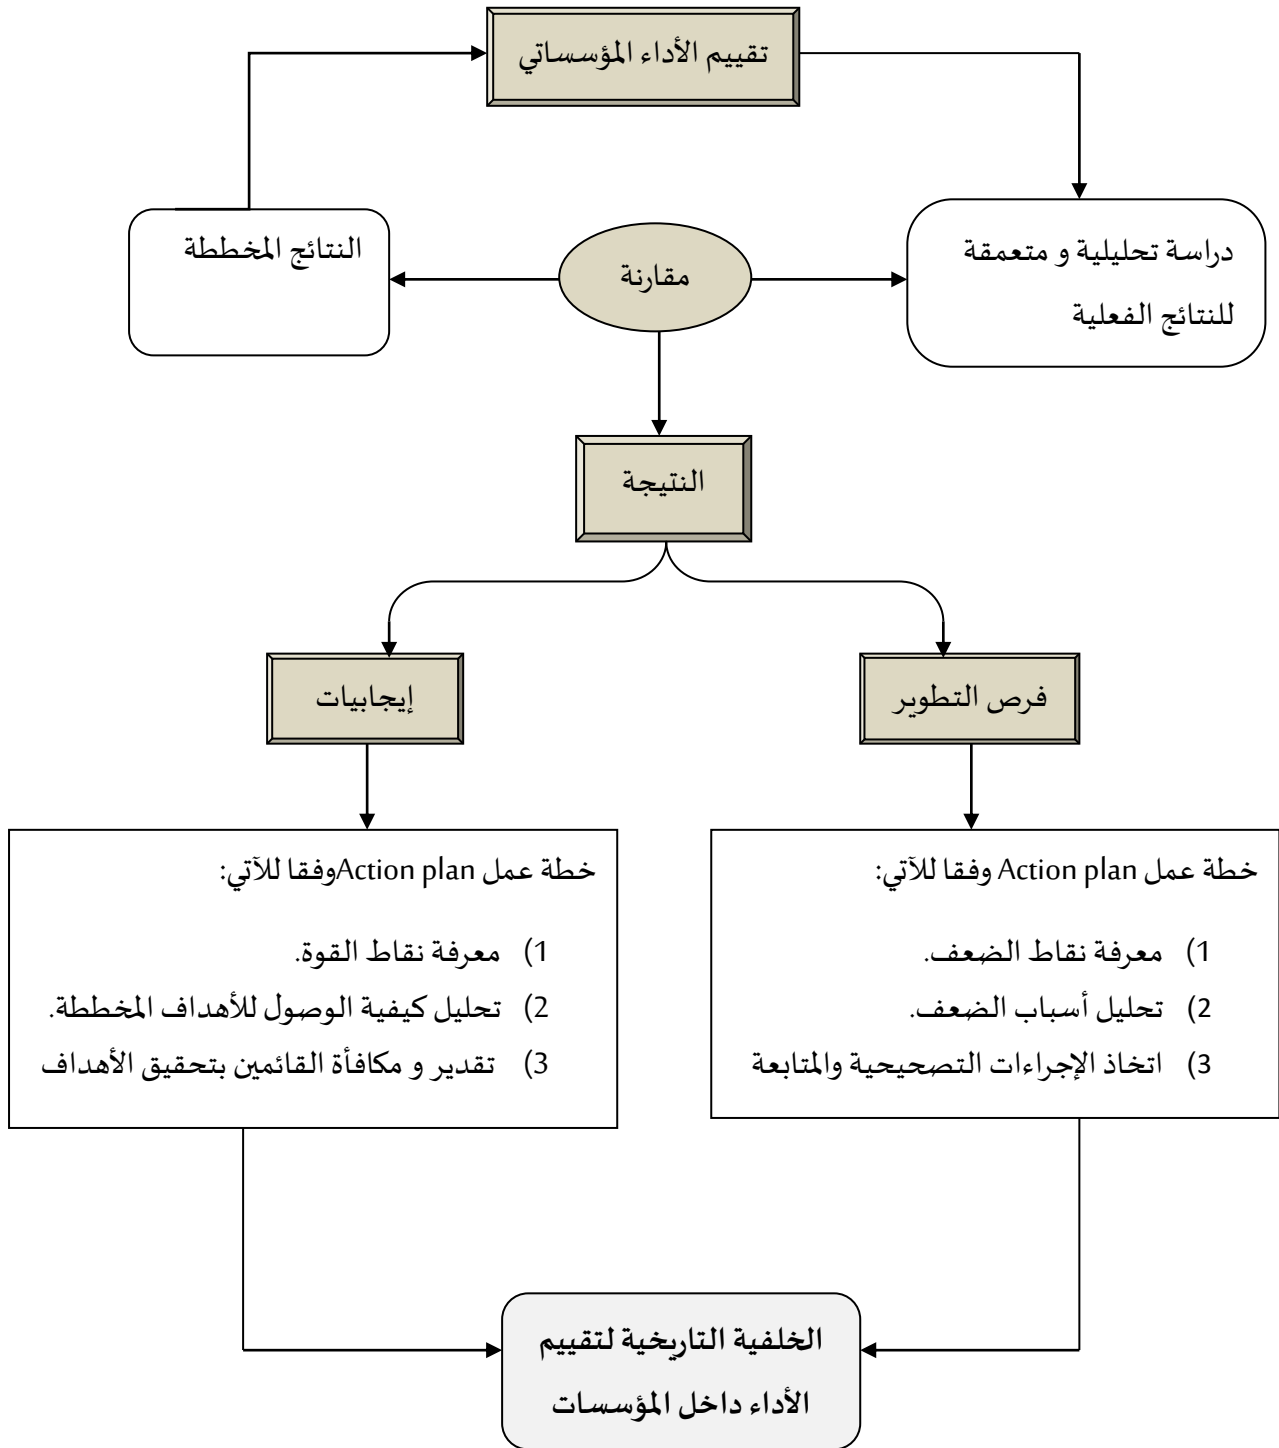 تقييم الأداء المؤسساتي
دراسة تحليلية و متعمقة
للنتائج الفعلية
مقارنة
النتائج المخططة
النتيجة
فرص التطوير
إيجابيات
خطة عمل Action plan وفقا للآتي:
1) معرفة نقاط الضعف.
2) تحليل أسباب الضعف.
3) اتخاذ الإجراءات التصحيحية والمتابعة
خطة عمل Action planوفقا للآتي:
1) معرفة نقاط القوة.
2) تحليل كيفية الوصول للأهداف المخططة.
3) تقدير و مكافأة القائمين بتحقيق الأهداف
الخلفية التاريخية لتقييم
الأداء داخل المؤسسات